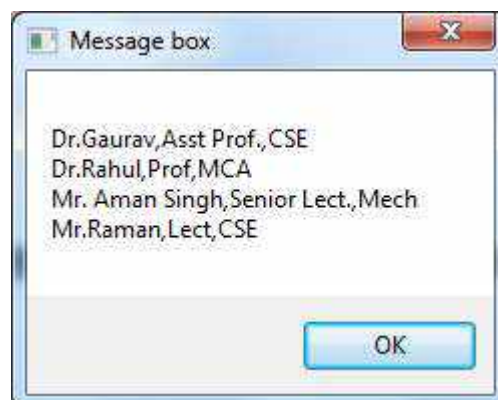 Message box
Dr.Gaurav,Asst Prof.,CSE
Dr.Rahul,Prof,MCA
Mr. Aman Singh,Senior Lect.,Mech
Mr.Raman,Lect,CSE
OK